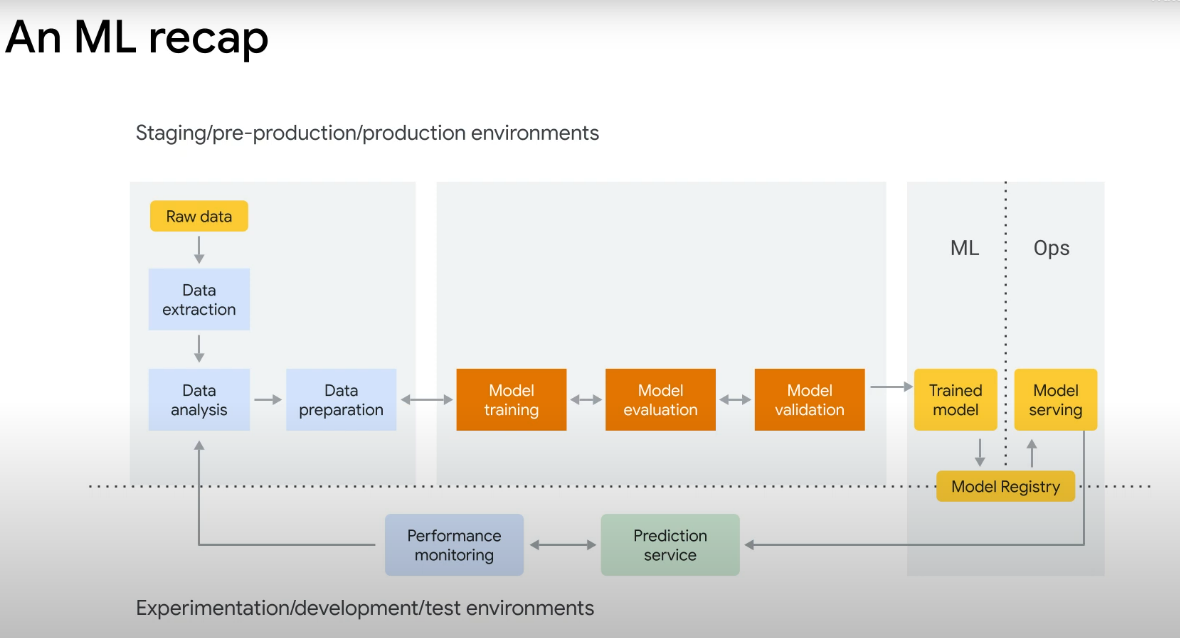 An ML recap
Staging/pre-production/production environments
Raw data
Data
extraction
Data
analysis
Data
preparation
Model
training
Model
evaluation
Model
validation
ML
Ops
Trained
model
Model
serving
Model Registry
Performance
monitoring
Prediction
service
Experimentation/development/test environments